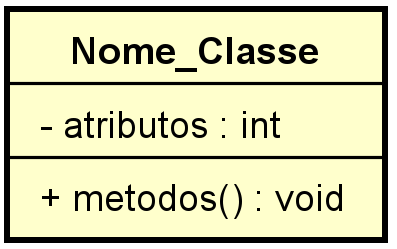 Nome_Classe
- atributos : int
+ metodos() : void